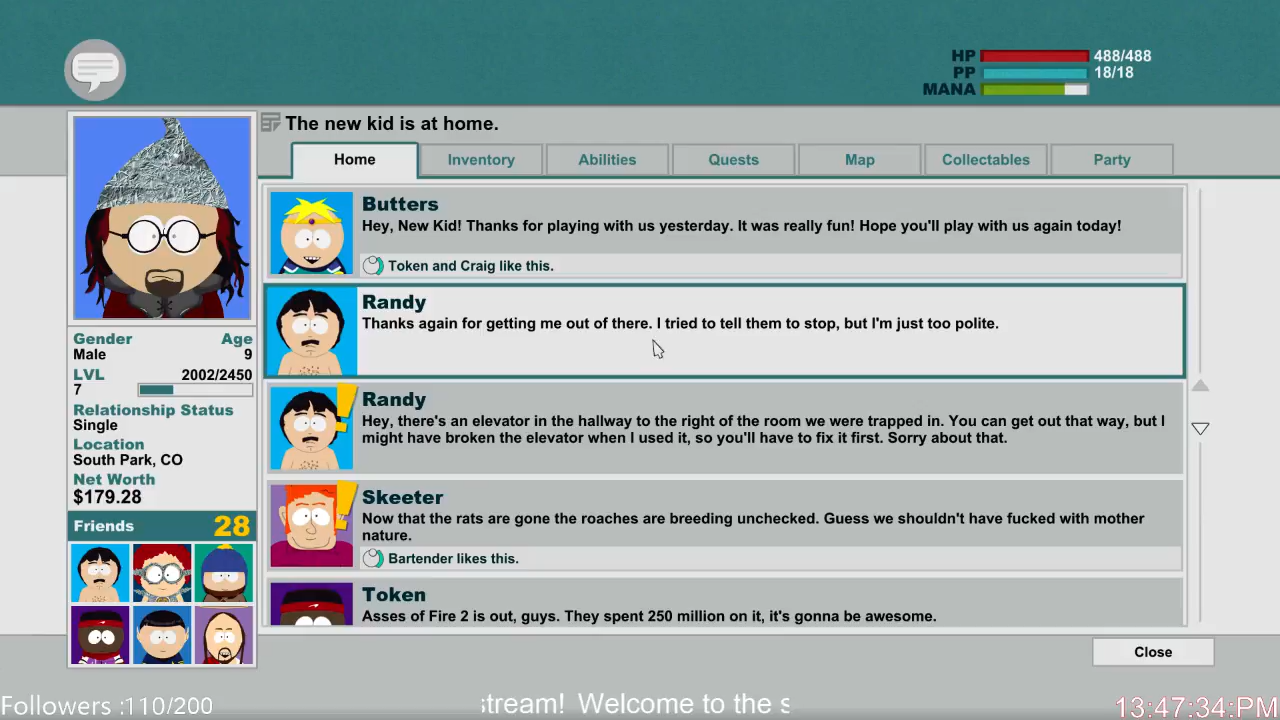 HP 488/488
PP 18/18
MANA
The new kid is at home.
Home Inventory Abilities Quests Map Collectables Party
Gender Age
Male 9
LVL 2002/2450
7
Relationship Status
Single
Location
South Park, CO
Net Worth
$179.28
Friends 28
Butters
Hey, New Kid! Thanks for playing with us yesterday. It was really fun! Hope you'll play with us again today!
Token and Craig like this.
Randy
Thanks again for getting me out of there. I tried to tell them to stop, but I'm just too polite.
Randy
Hey, there's an elevator in the hallway to the right of the room we were trapped in. You can get out that way, but I
might have broken the elevator when I used it, so you'll have to fix it first. Sorry about that.
Skeeter
Now that the rats are gone the roaches are breeding unchecked. Guess we shouldn't have fucked with mother
nature.
Bartender likes this.
Token
Asses of Fire 2 is out, guys. They spent 250 million on it, it's gonna be awesome.
Close
Followers :110/200
stream! Welcome to the s
13:47:34:PM